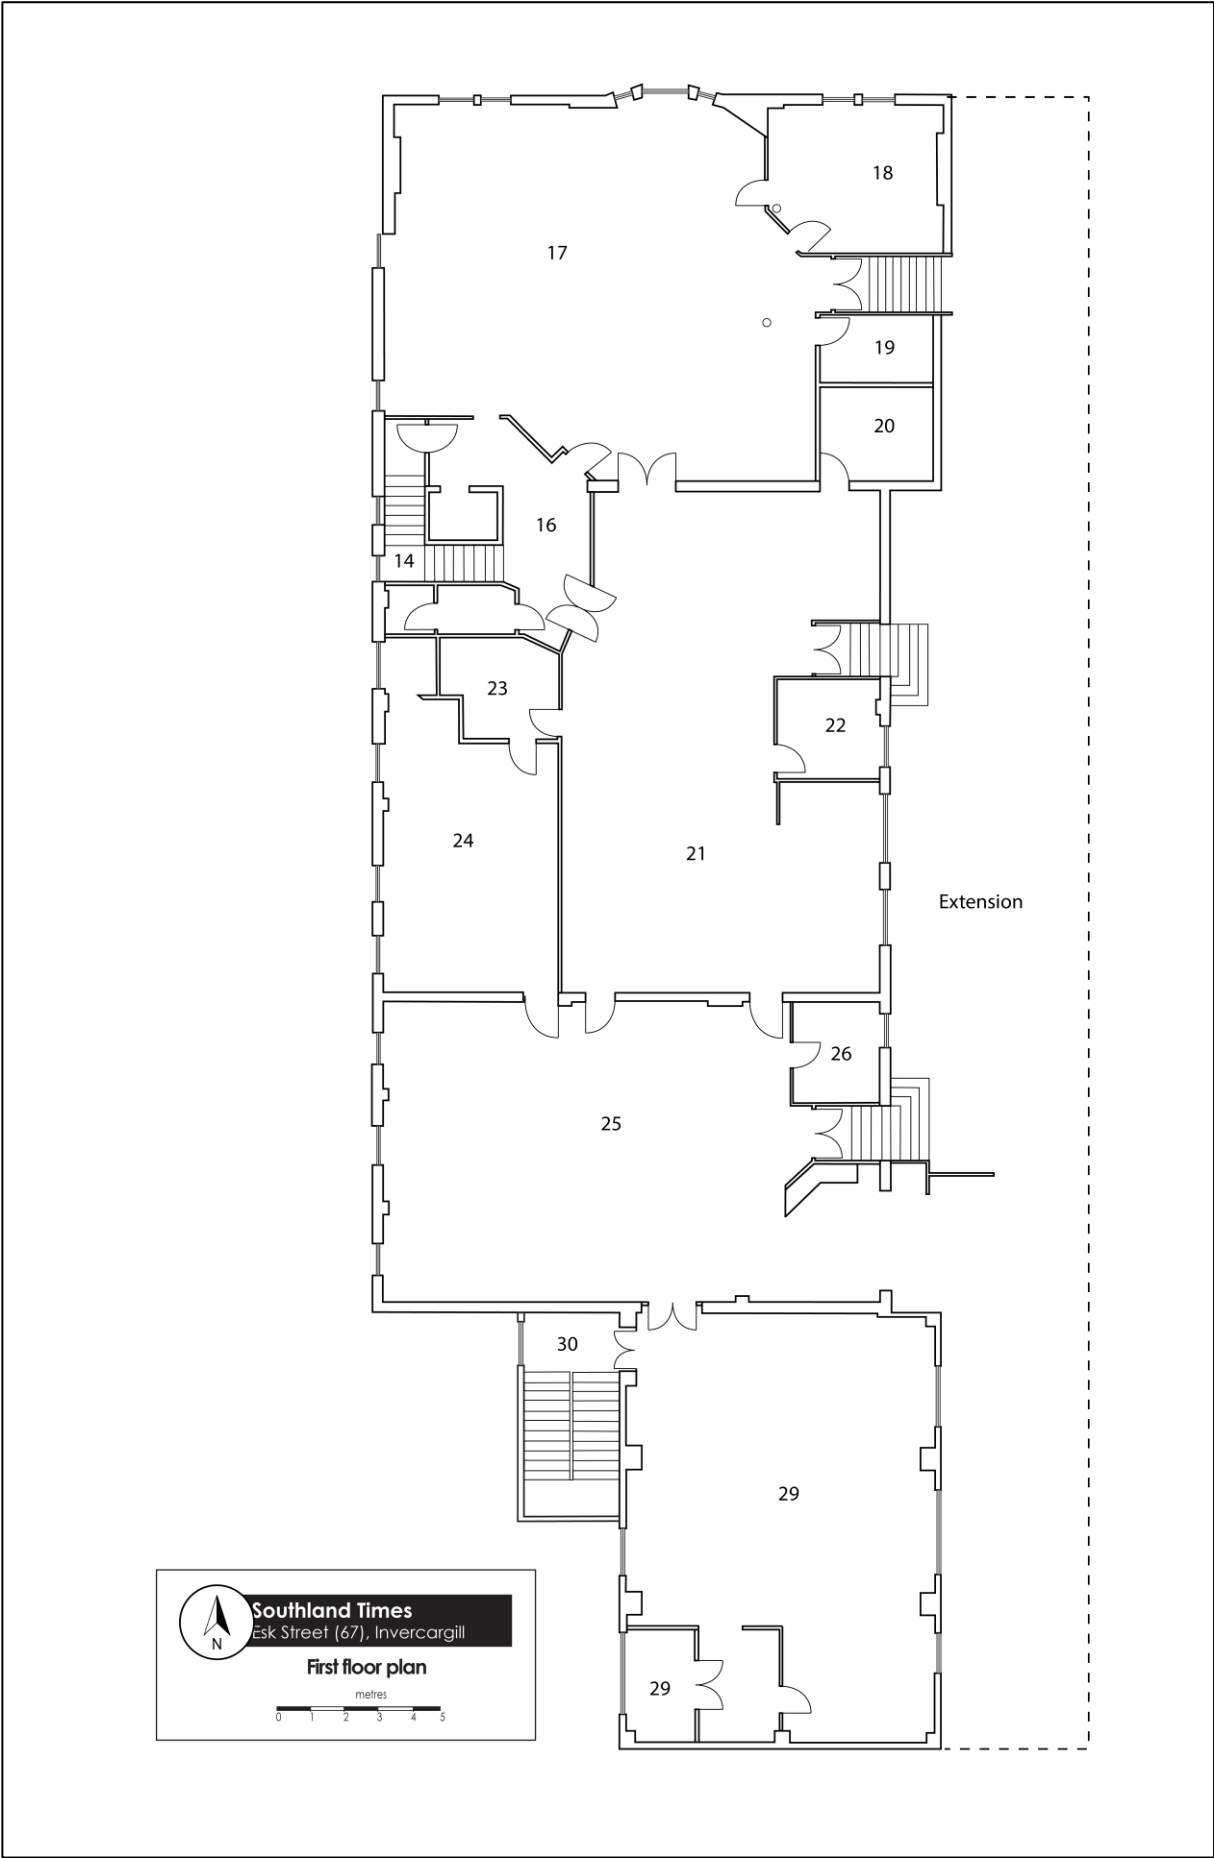 18
17
19
20
16
14
23
22
24
21
Extension
26
25
30
29
29
Southland Times
Esk Street (67), Invercargill
N
First floor plan
metres
0 1 2 3 4 5